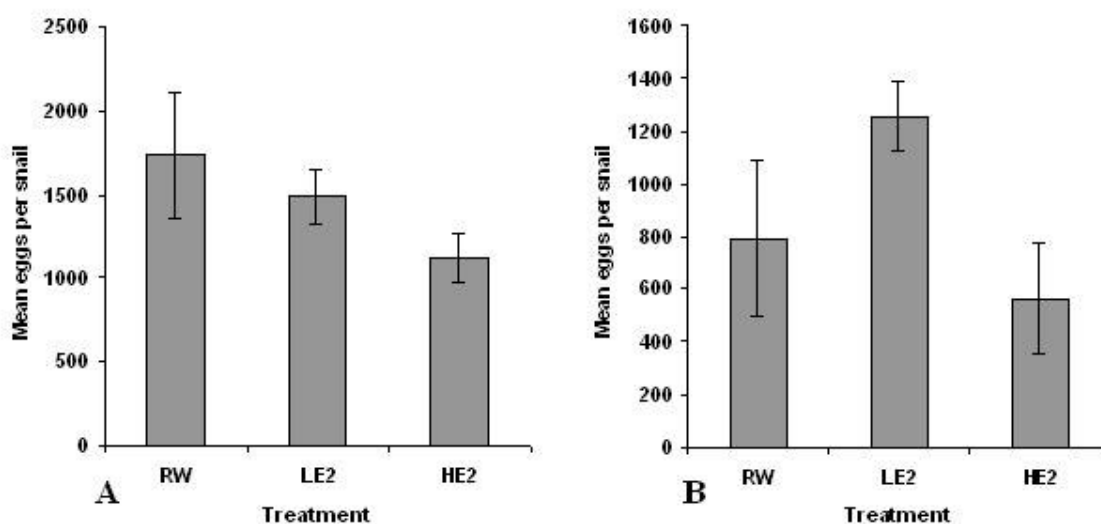 2500
2000
1500
1000
500
0
Mean eggs per snail
RW LE2 HE2
A
Treatment
1600
1400
1200
1000
800
600
400
200
0
Mean eggs per snail
RW LE2 HE2
B
Treatment